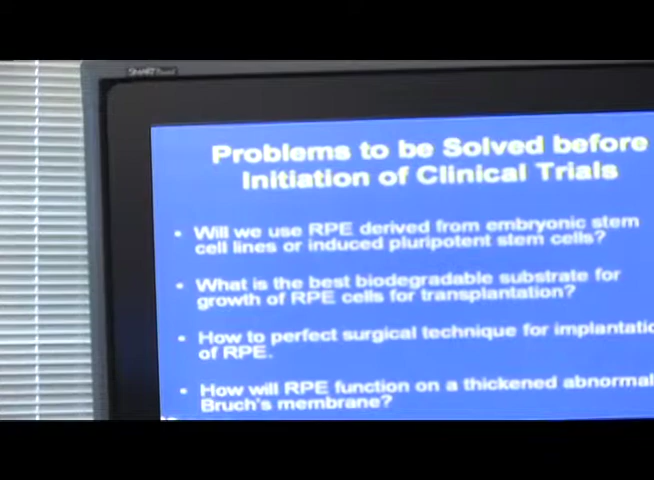 SMART Board
Problems to be Solved before
Initiation of Clinical Trials
• Will we use RPE derived from embryonic stem
cell lines or induced pluripotent stem cells?
• What is the best biodegradable substrate for
growth of RPE cells for transplantation?
• How to perfect surgical technique for implantatio
of RPE.
• How will RPE function on a thickened abnormal
Bruch's membrane?